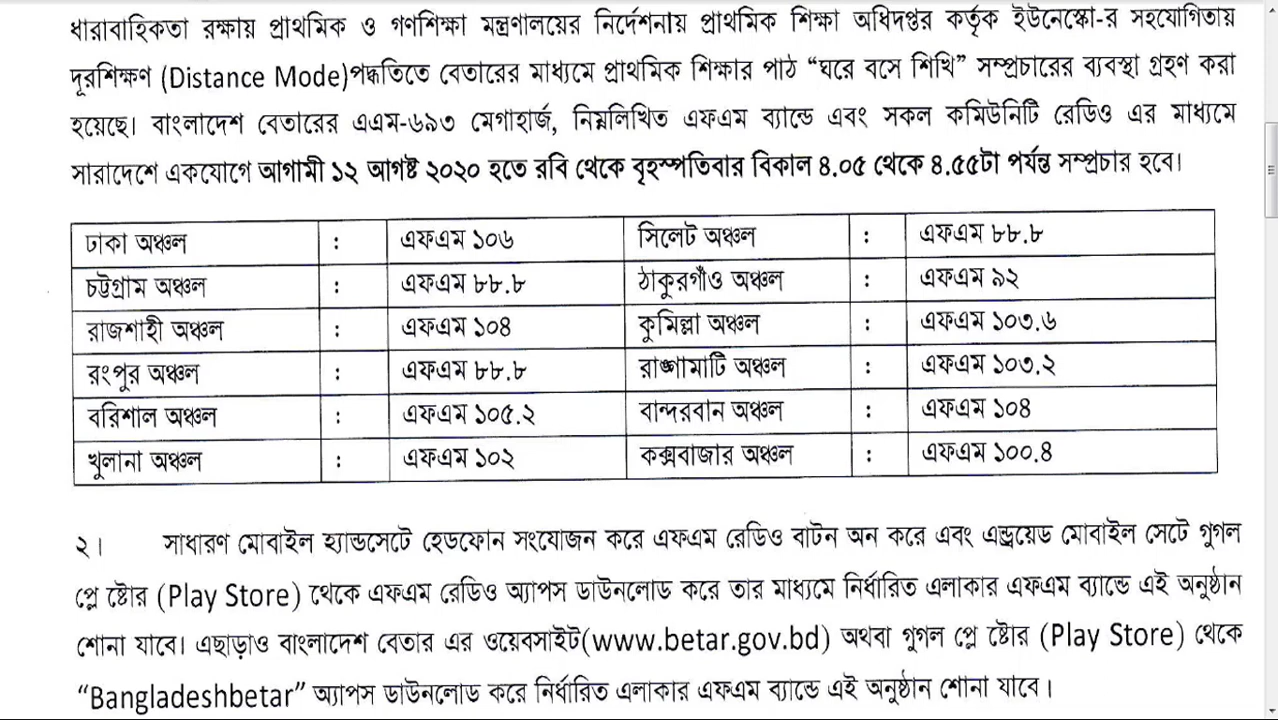 ধারাবাহিকতা রক্ষায় প্রাথমিক ও গণশিক্ষা মন্ত্রণালয়ের নির্দেশনায় প্রাথমিক শিক্ষা অধিদপ্তর কর্তৃক ইউনেস্কো-র সহযোগিতায়
দূরশিক্ষণ (Distance Mode)পদ্ধতিতে বেতারের মাধ্যমে প্রাথমিক শিক্ষার পাঠ “ঘরে বসে শিখি” সম্প্রচারের ব্যবস্থা গ্রহণ করা
হয়েছে। বাংলাদেশ বেতারের এএম-৬৯৩ মেগাহার্জ, নিম্নলিখিত এফএম ব্যান্ডে এবং সকল কমিউনিটি রেডিও এর মাধ্যমে
সারাদেশে একযোগে আগামী ১২ আগষ্ট ২০২০ হতে রবি থেকে বৃহস্পতিবার বিকাল ৪.০৫ থেকে ৪.৫৫টা পর্যন্ত সম্প্রচার হবে।
ঢাকা অঞ্চল : এফএম ১০৬ সিলেট অঞ্চল : এফএম ৮৮.৮
চট্টগ্রাম অঞ্চল : এফএম ৮৮.৮ ঠাকুরগাঁও অঞ্চল : এফএম ৯২
রাজশাহী অঞ্চল : এফএম ১০৪ কুমিল্লা অঞ্চল : এফএম ১০৩.৬
রংপুর অঞ্চল : এফএম ৮৮.৮ রাঙ্গামাটি অঞ্চল : এফএম ১০৩.২
বরিশাল অঞ্চল : এফএম ১০৫.২ বান্দরবান অঞ্চল : এফএম ১০৪
খুলানা অঞ্চল : এফএম ১০২ কক্সবাজার অঞ্চল : এফএম ১০০.৪
২। সাধারণ মোবাইল হ্যান্ডসেটে হেডফোন সংযোজন করে এফএম রেডিও বাটন অন করে এবং এন্ড্রয়েড মোবাইল সেটে গুগল
প্লে ষ্টোর (Play Store) থেকে এফএম রেডিও অ্যাপস ডাউনলোড করে তার মাধ্যমে নির্ধারিত এলাকার এফএম ব্যান্ডে এই অনুষ্ঠান
শোনা যাবে। এছাড়াও বাংলাদেশ বেতার এর ওয়েবসাইট(www.betar.gov.bd) অথবা গুগল প্লে ষ্টোর (Play Store) থেকে
“Bangladeshbetar” অ্যাপস ডাউনলোড করে নির্ধারিত এলাকার এফএম ব্যান্ডে এই অনুষ্ঠান শোনা যাবে।